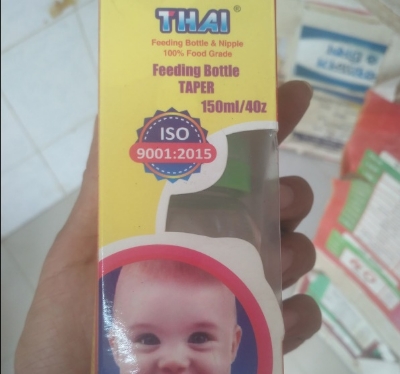 THAI®
Feeding Bottle & Nipple
100% Food Grade
Feeding Bottle
TAPER
150ml/4oz
ISO
9001:2015